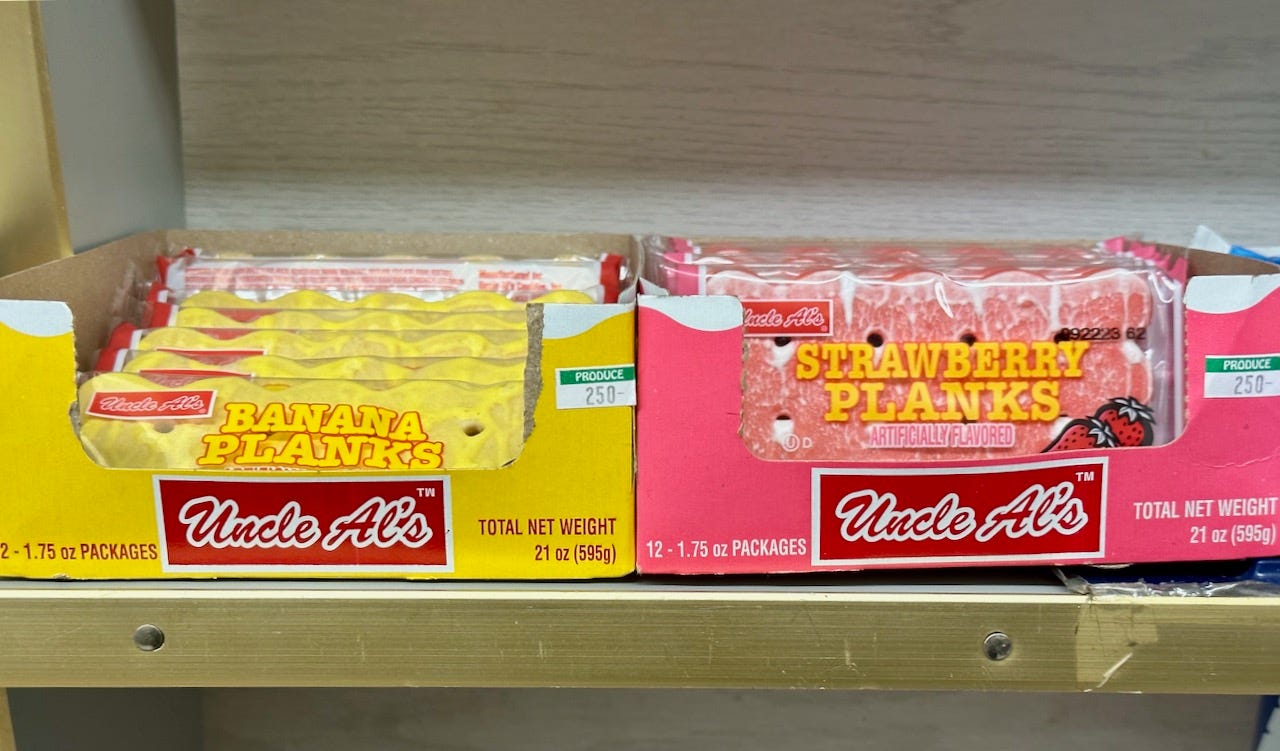 Uncle Al's
BANANA
PLANKS
PRODUCE
250-
Uncle Al's™
2 - 1.75 oz PACKAGES
TOTAL NET WEIGHT
21 oz (595g)
Uncle Al's
092223 62
STRAWBERRY
PLANKS
ARTIFICIALLY FLAVORED
U D
PRODUCE
250-
Uncle Al's™
12 - 1.75 oz PACKAGES
TOTAL NET WEIGHT
21 oz (595g)